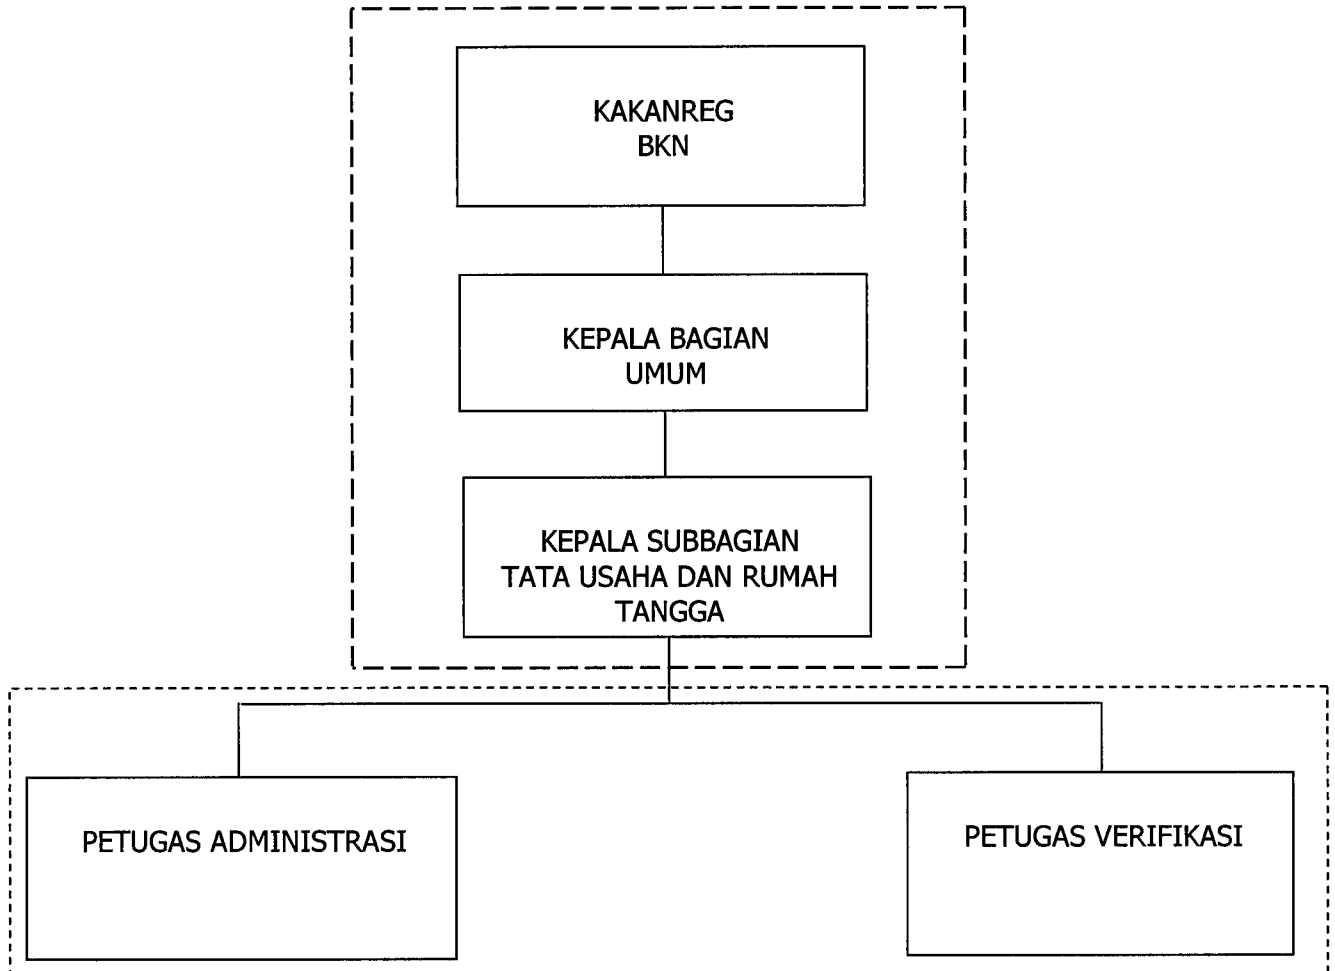 KAKANREG
BKN
KEPALA BAGIAN
UMUM
KEPALA SUBBAGIAN
TATA USAHA DAN RUMAH
TANGGA
PETUGAS ADMINISTRASI
PETUGAS VERIFIKASI